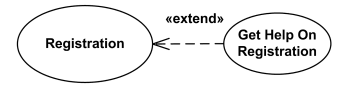 «extend»
Registration
Get Help On
Registration